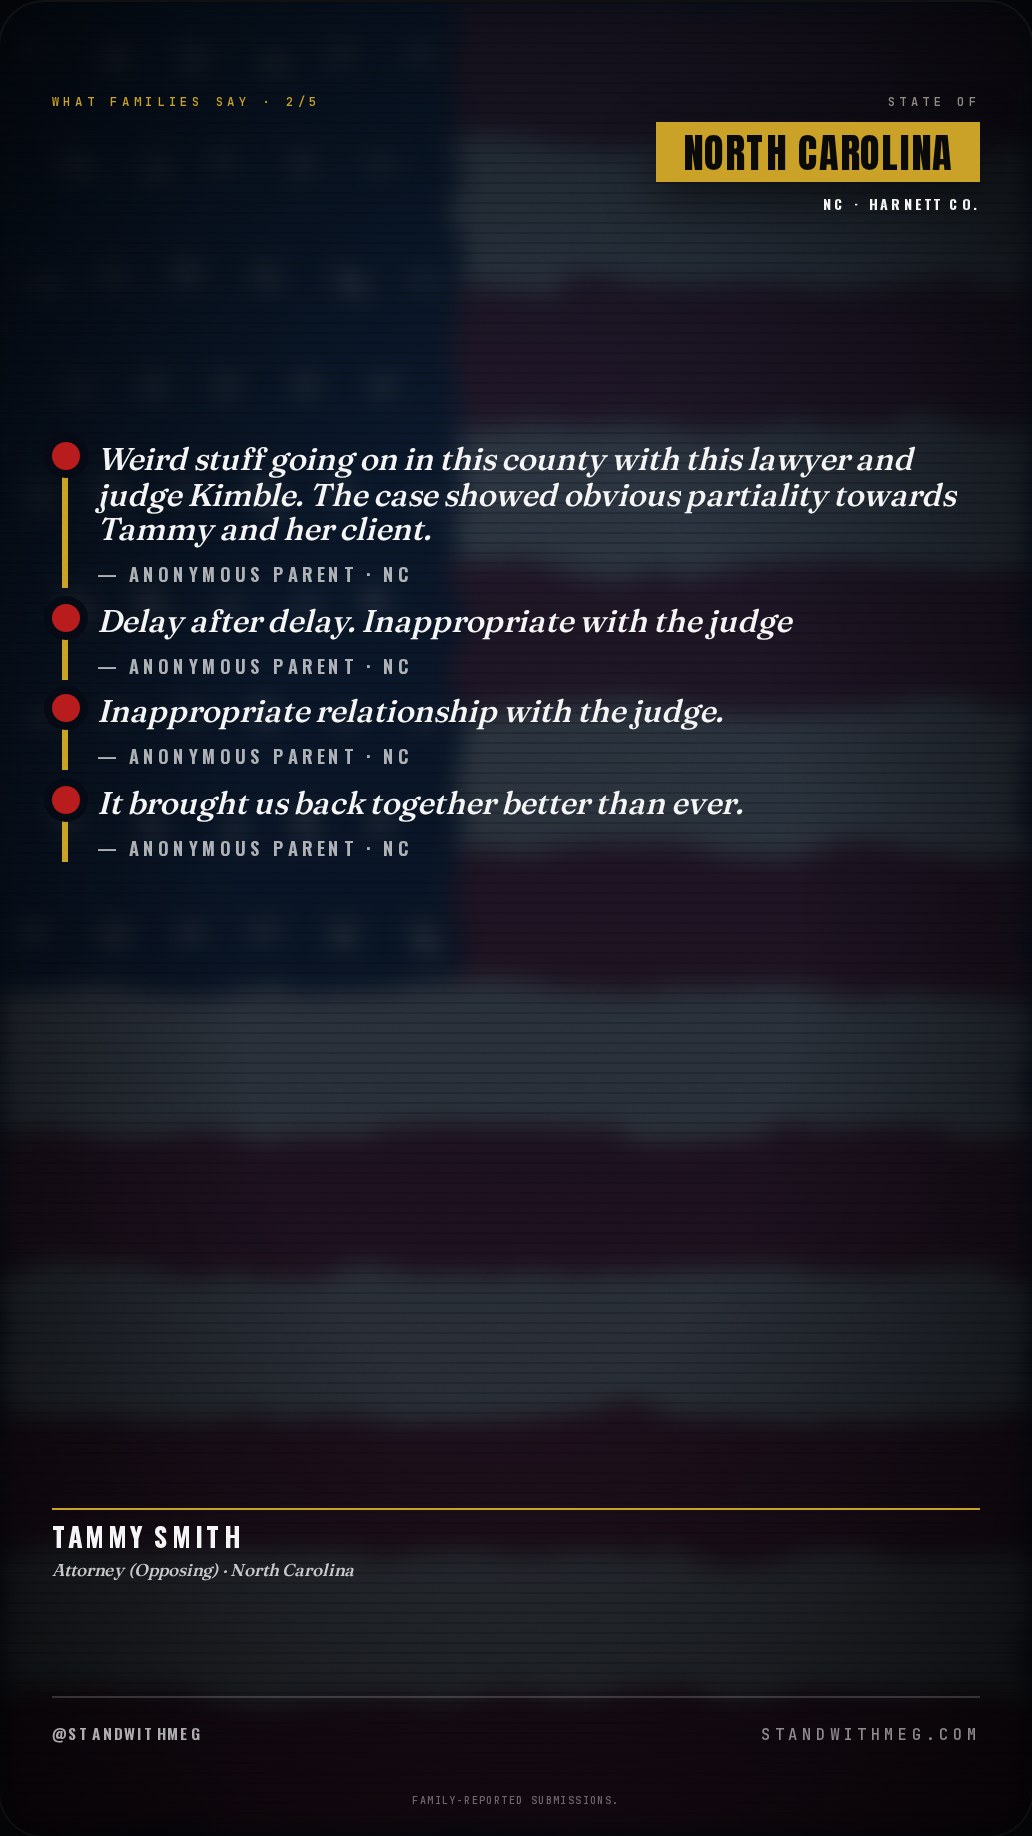 WHAT FAMILIES SAY · 2/5
STATE OF
NORTH CAROLINA
NC · HARNETT CO.
Weird stuff going on in this county with this lawyer and
judge Kimble. The case showed obvious partiality towards
Tammy and her client.
— ANONYMOUS PARENT · NC
Delay after delay. Inappropriate with the judge
— ANONYMOUS PARENT · NC
Inappropriate relationship with the judge.
— ANONYMOUS PARENT · NC
It brought us back together better than ever.
— ANONYMOUS PARENT · NC
TAMMY SMITH
Attorney (Opposing) · North Carolina
@STANDWITHMEG
STANDWITHMEG.COM
FAMILY-REPORTED SUBMISSIONS.